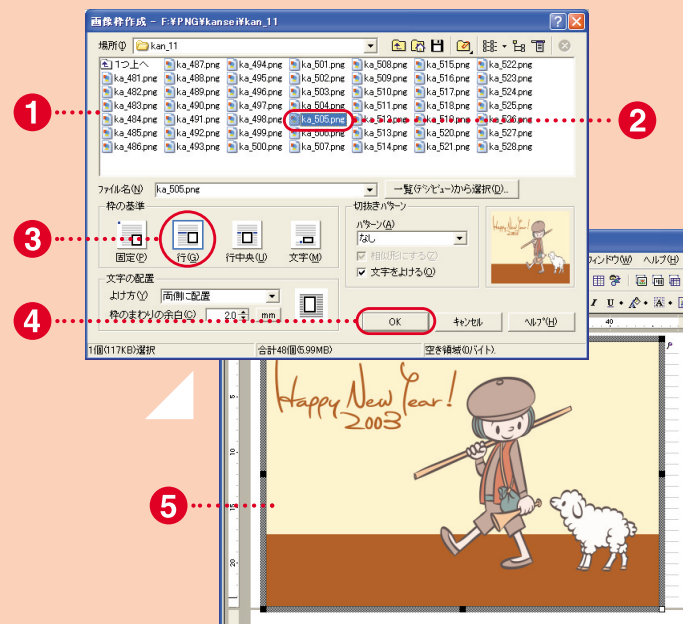 画像枠作成 - F:¥PNG¥kansei¥kan_11
場所(I) kan_11
1つ上へ ka_487.png ka_494.png ka_501.png ka_508.png ka_515.png ka_522.png
ka_481.png ka_488.png ka_495.png ka_502.png ka_509.png ka_516.png ka_523.png
ka_482.png ka_489.png ka_496.png ka_503.png ka_510.png ka_517.png ka_524.png
ka_483.png ka_490.png ka_497.png ka_504.png ka_511.png ka_518.png ka_525.png
ka_484.png ka_491.png ka_498.png ka_505.png ka_512.png ka_519.png ka_526.png
ka_485.png ka_492.png ka_499.png ka_506.png ka_513.png ka_520.png ka_527.png
ka_486.png ka_493.png ka_500.png ka_507.png ka_514.png ka_521.png ka_528.png
1
2
ファイル名(N) ka_505.png 一覧(デジビュー)から選択(D)...
枠の基準
固定(P) 行(G) 行中央(U) 文字(M)
3
切抜きパターン
パターン(A)
なし
相似形にする(Z)
文字をよける(O)
文字の配置
よけ方(Y) 両側に配置
枠のまわりの余白(C) 2.0 mm
4
OK キャンセル ヘルプ(H)
1個(117KB)選択 合計48個(5.99MB) 空き領域(0バイト)
ィンドウ(W) ヘルプ(H)
40
Happy New Year!
2003
5